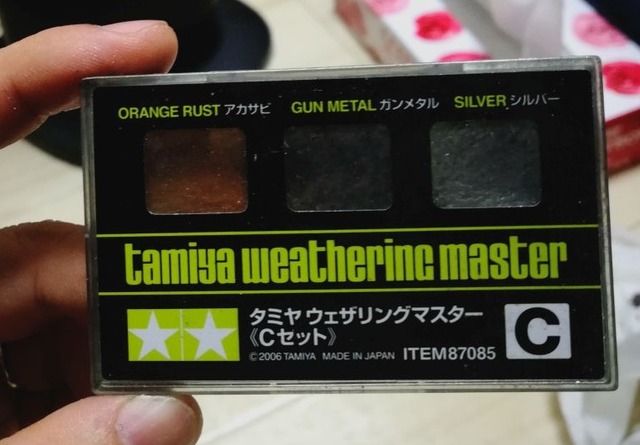 ORANGE RUST アカサビ GUN METAL ガンメタル SILVER シルバー
tamiya weathering master
タミヤ ウェザリングマスター
《Cセット》
© 2006 TAMIYA MADE IN JAPAN ITEM87085
C